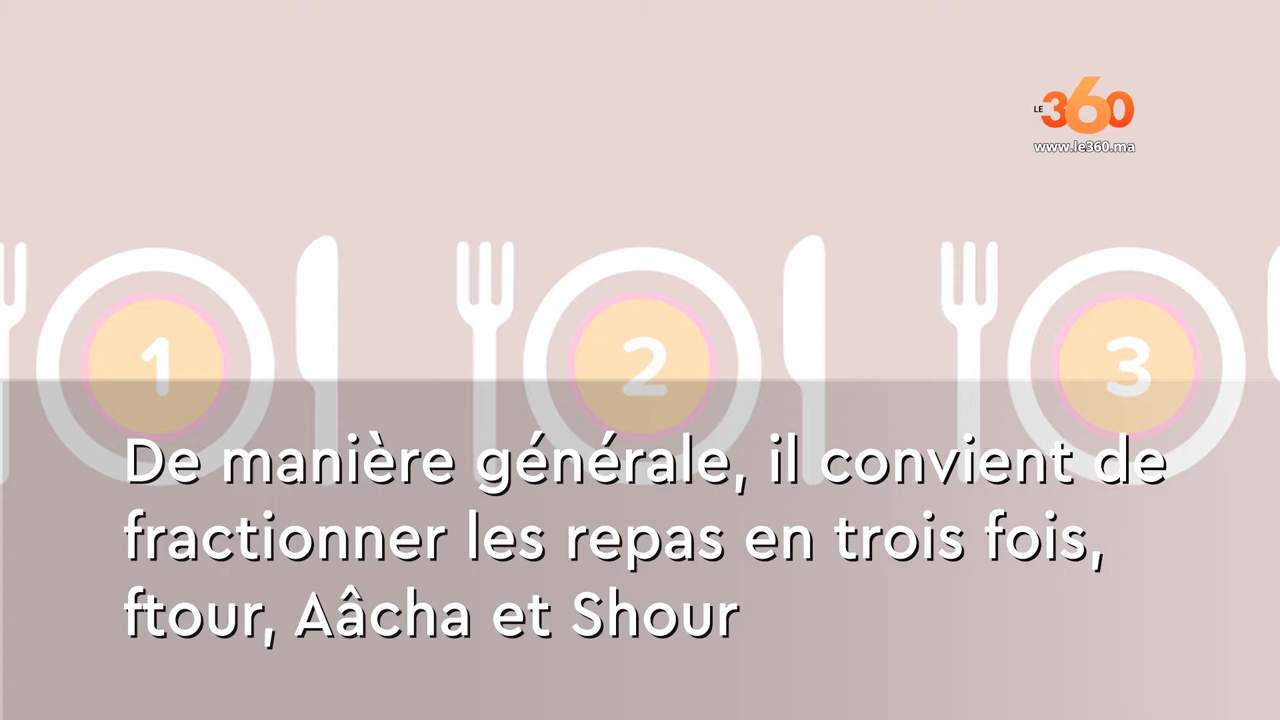 LE 360
www.le360.ma
1 2 3
De manière générale, il convient de
fractionner les repas en trois fois,
ftour, Aâcha et Shour